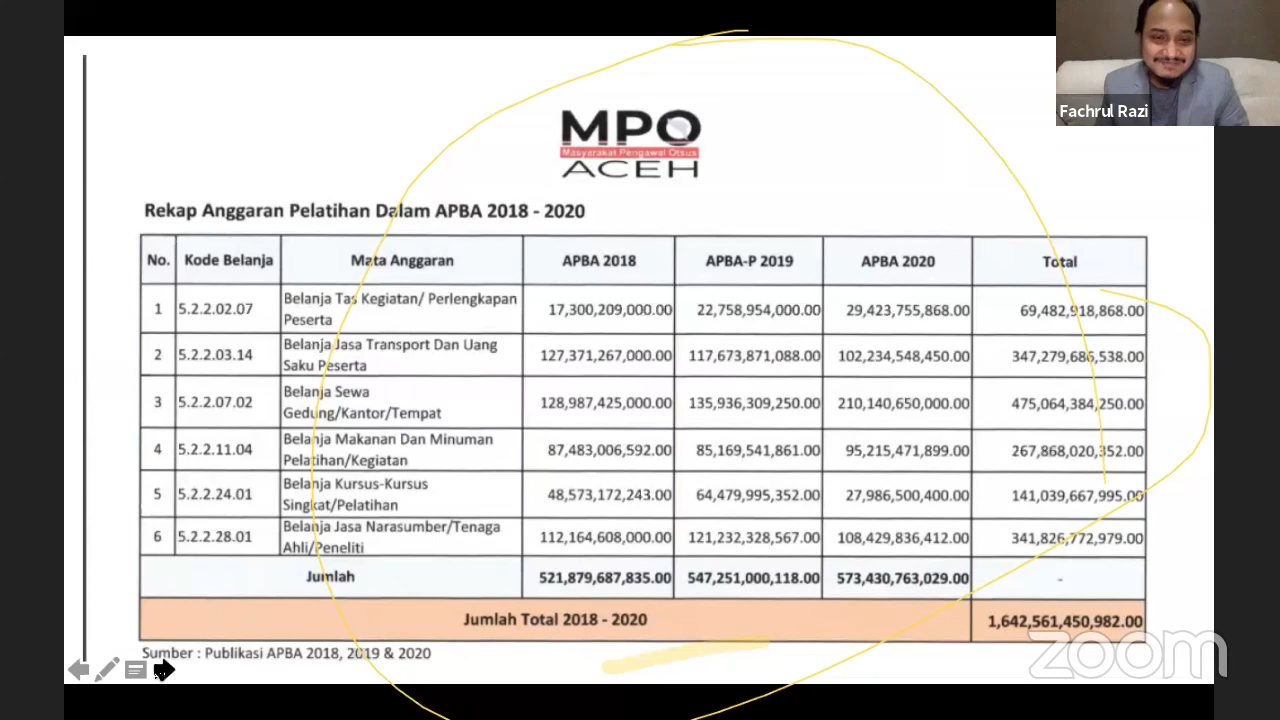 Fachrul Razi
MPO
Masyarakat Pengawal Otsus
ACEH
Rekap Anggaran Pelatihan Dalam APBA 2018 - 2020
No. Kode Belanja Mata Anggaran APBA 2018 APBA-P 2019 APBA 2020 Total
1 5.2.2.02.07 Belanja Tas Kegiatan/ Perlengkapan 17,300,209,000.00 22,758,954,000.00 29,423,755,868.00 69,482,918,868.00
Peserta
2 5.2.2.03.14 Belanja Jasa Transport Dan Uang 127,371,267,000.00 117,673,871,088.00 102,234,548,450.00 347,279,686,538.00
Saku Peserta
3 5.2.2.07.02 Belanja Sewa 128,987,425,000.00 135,936,309,250.00 210,140,650,000.00 475,064,384,250.00
Gedung/Kantor/Tempat
4 5.2.2.11.04 Belanja Makanan Dan Minuman 87,483,006,592.00 85,169,541,861.00 95,215,471,899.00 267,868,020,352.00
Pelatihan/Kegiatan
5 5.2.2.24.01 Belanja Kursus-Kursus 48,573,172,243.00 64,479,995,352.00 27,986,500,400.00 141,039,667,995.00
Singkat/Pelatihan
6 5.2.2.28.01 Belanja Jasa Narasumber/Tenaga 112,164,608,000.00 121,232,328,567.00 108,429,836,412.00 341,826,772,979.00
Ahli/Peneliti
Jumlah 521,879,687,835.00 547,251,000,118.00 573,430,763,029.00 -
Jumlah Total 2018 - 2020 1,642,561,450,982.00
Sumber : Publikasi APBA 2018, 2019 & 2020
zoom